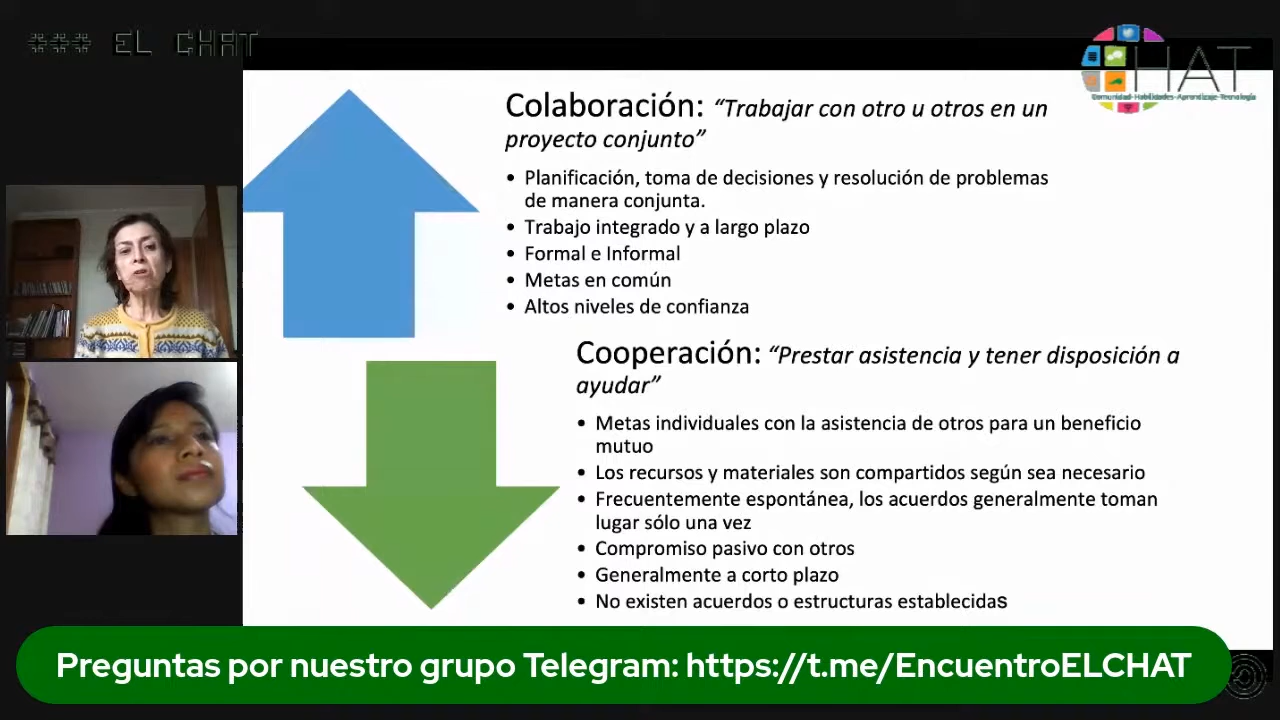 *** EL CHAT
HAT
Comunidad-Habilidades-Aprendizaje-Tecnología
Colaboración: “Trabajar con otro u otros en un
proyecto conjunto”
• Planificación, toma de decisiones y resolución de problemas
de manera conjunta.
• Trabajo integrado y a largo plazo
• Formal e Informal
• Metas en común
• Altos niveles de confianza
Cooperación: “Prestar asistencia y tener disposición a
ayudar”
• Metas individuales con la asistencia de otros para un beneficio
mutuo
• Los recursos y materiales son compartidos según sea necesario
• Frecuentemente espontánea, los acuerdos generalmente toman
lugar sólo una vez
• Compromiso pasivo con otros
• Generalmente a corto plazo
• No existen acuerdos o estructuras establecidas
Preguntas por nuestro grupo Telegram: https://t.me/EncuentroELCHAT